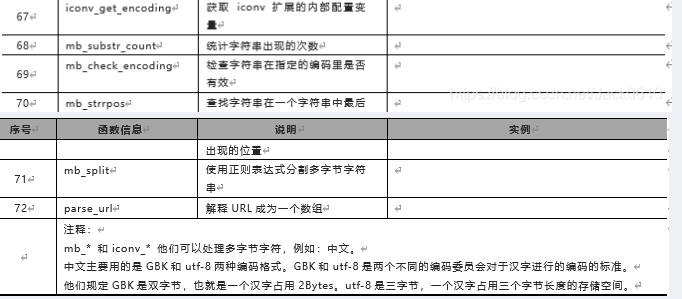 67 iconv_get_encoding 获取 iconv 扩展的内部配置变
量
68 mb_substr_count 统计字符串出现的次数
69 mb_check_encoding 检查字符串在指定的编码里是否
有效
70 mb_strrpos 查找字符串在一个字符串中最后
序号 函数信息 说明 实例
出现的位置
71 mb_split 使用正则表达式分割多字节字符
串
72 parse_url 解释 URL 成为一个数组
注释：
mb_* 和 iconv_* 他们可以处理多字节字符，例如：中文。
中文主要用的是 GBK 和 utf-8 两种编码格式。GBK 和 utf-8 是两个不同的编码委员会对于汉字进行的编码的标准。
他们规定 GBK 是双字节，也就是一个汉字占用 2Bytes。utf-8 是三字节，一个汉字占用三个字节长度的存储空间。